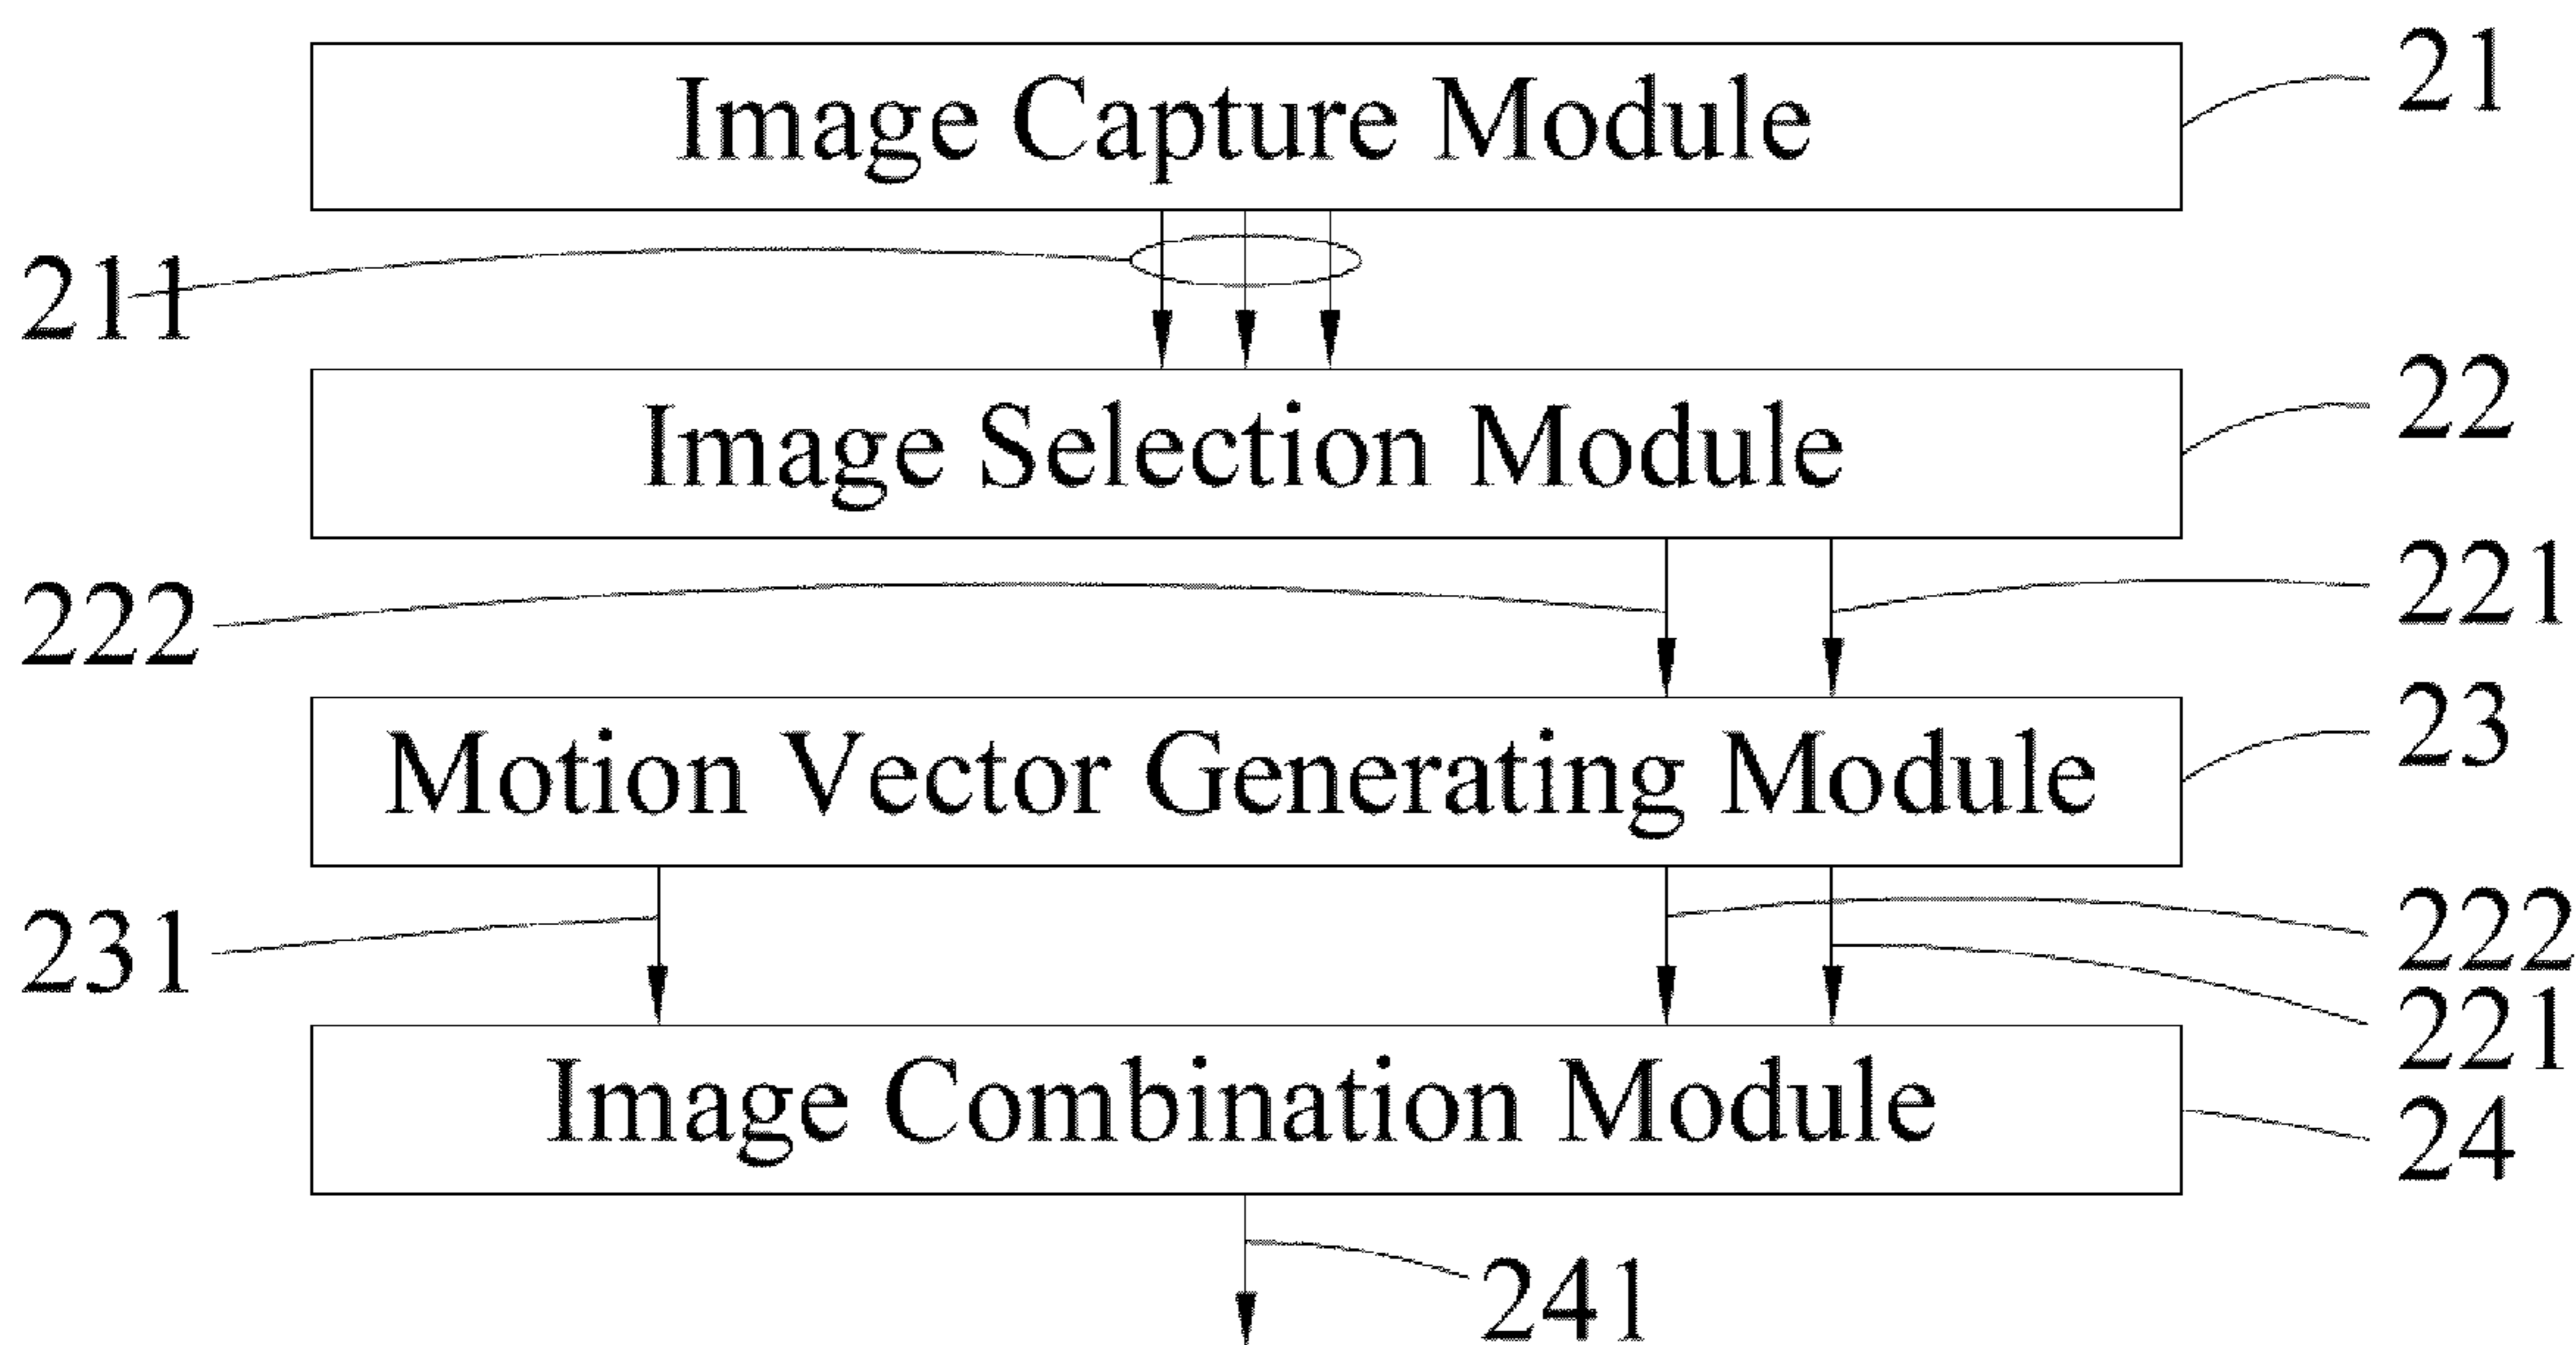 Image Capture Module
21
211
Image Selection Module
22
222
221
Motion Vector Generating Module
23
231
222
221
Image Combination Module
24
241